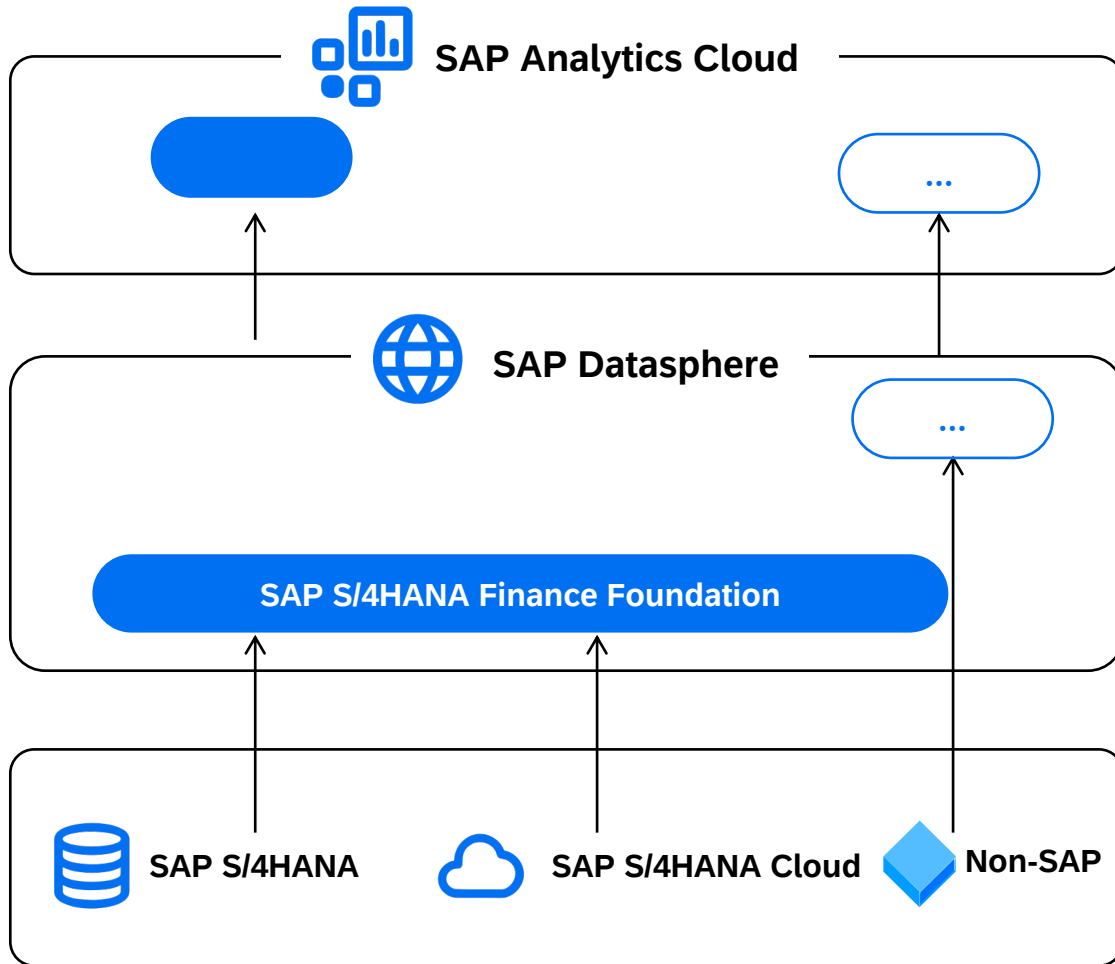 SAP Analytics Cloud
...
SAP Datasphere
...
SAP S/4HANA Finance Foundation
SAP S/4HANA
SAP S/4HANA Cloud
Non-SAP